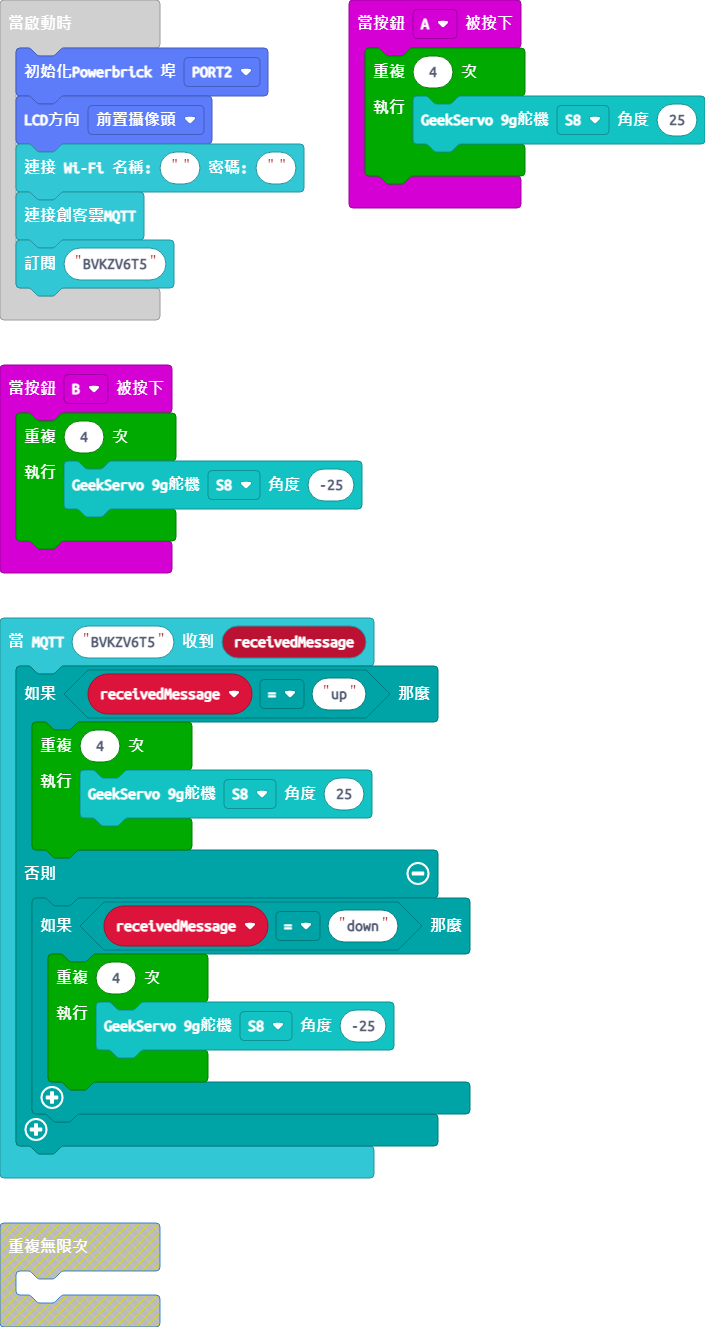 當啟動時
初始化Powerbrick 埠 PORT2
LCD方向 前置攝像頭
連接 Wi-Fi 名稱: " " 密碼: " "
連接創客雲MQTT
訂閱 "BVKZV6T5"
當按鈕 A 被按下
重複 4 次
執行 GeekServo 9g舵機 S8 角度 25
當按鈕 B 被按下
重複 4 次
執行 GeekServo 9g舵機 S8 角度 -25
當 MQTT "BVKZV6T5" 收到 receivedMessage
如果 receivedMessage = "up" 那麼
重複 4 次
執行 GeekServo 9g舵機 S8 角度 25
否則
如果 receivedMessage = "down" 那麼
重複 4 次
執行 GeekServo 9g舵機 S8 角度 -25
重複無限次